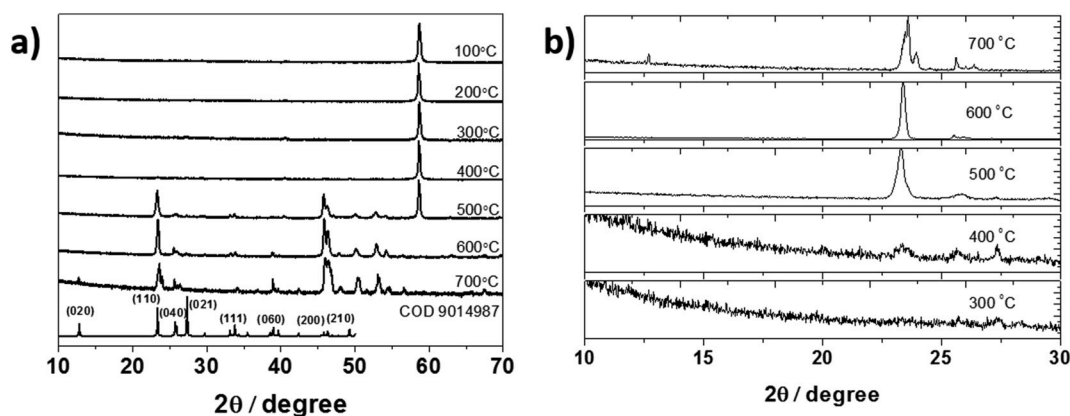 a)
100°C
200°C
300°C
400°C
500°C
600°C
700°C
COD 9014987
(020)
(110)
(040)
(021)
(111)
(060)
(200)
(210)
10 20 30 40 50 60 70
2θ / degree
b)
700 °C
600 °C
500 °C
400 °C
300 °C
10 15 20 25 30
2θ / degree